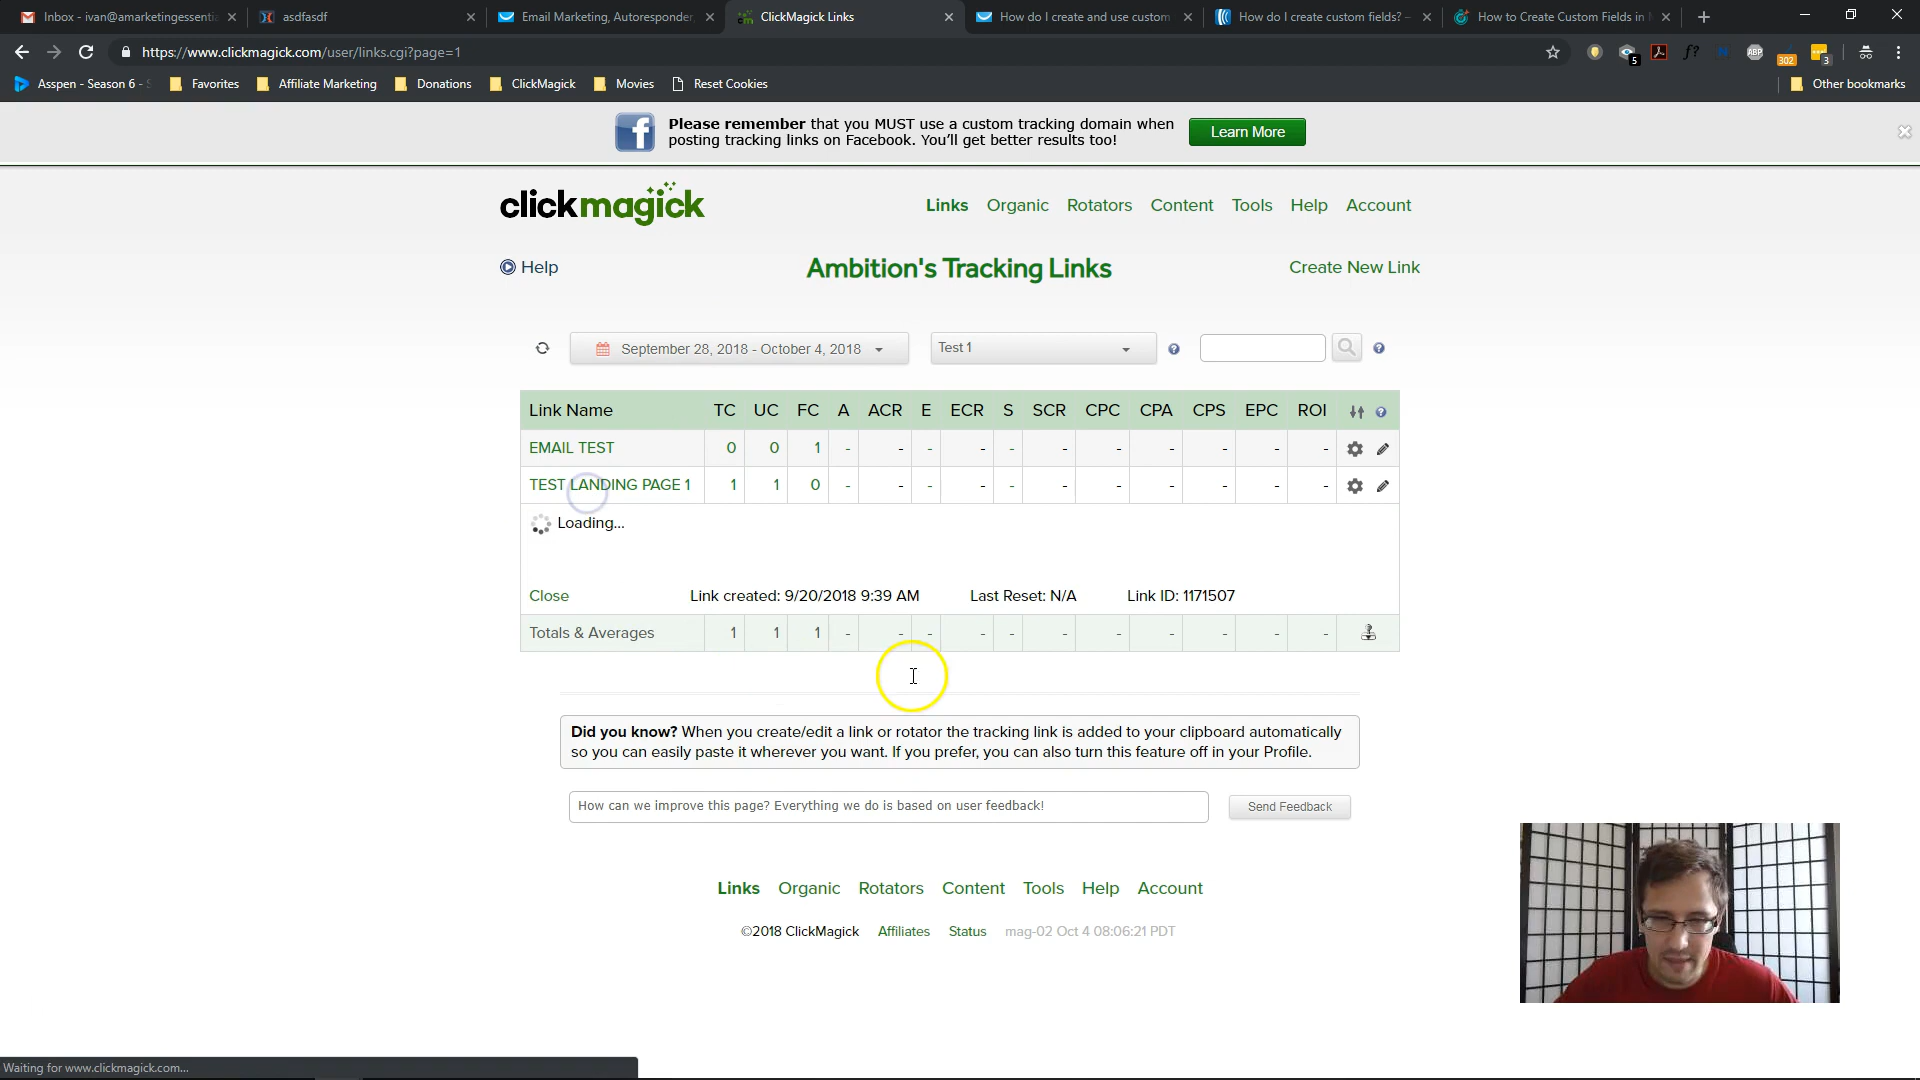 Inbox - ivan@amarketingessentia
asdfasdf
Email Marketing, Autoresponder,
ClickMagick Links
How do I create and use custom
How do I create custom fields? –
How to Create Custom Fields in
https://www.clickmagick.com/user/links.cgi?page=1
5
ABP
302
3
Asspen - Season 6 -
Favorites
Affiliate Marketing
Donations
ClickMagick
Movies
Reset Cookies
Other bookmarks
Please remember that you MUST use a custom tracking domain when
posting tracking links on Facebook. You'll get better results too!
Learn More
clickmagick
Links Organic Rotators Content Tools Help Account
Help
Ambition's Tracking Links
Create New Link
September 28, 2018 - October 4, 2018
Test 1
Link Name TC UC FC A ACR E ECR S SCR CPC CPA CPS EPC ROI
EMAIL TEST 0 0 1 - - - - - - - - - - -
TEST LANDING PAGE 1 1 1 0 - - - - - - - - - - -
Loading...
Close Link created: 9/20/2018 9:39 AM Last Reset: N/A Link ID: 1171507
Totals & Averages 1 1 1 - - - - - - - - - - -
Did you know? When you create/edit a link or rotator the tracking link is added to your clipboard automatically
so you can easily paste it wherever you want. If you prefer, you can also turn this feature off in your Profile.
How can we improve this page? Everything we do is based on user feedback!
Send Feedback
Links Organic Rotators Content Tools Help Account
©2018 ClickMagick Affiliates Status mag-02 Oct 4 08:06:21 PDT
Waiting for www.clickmagick.com...